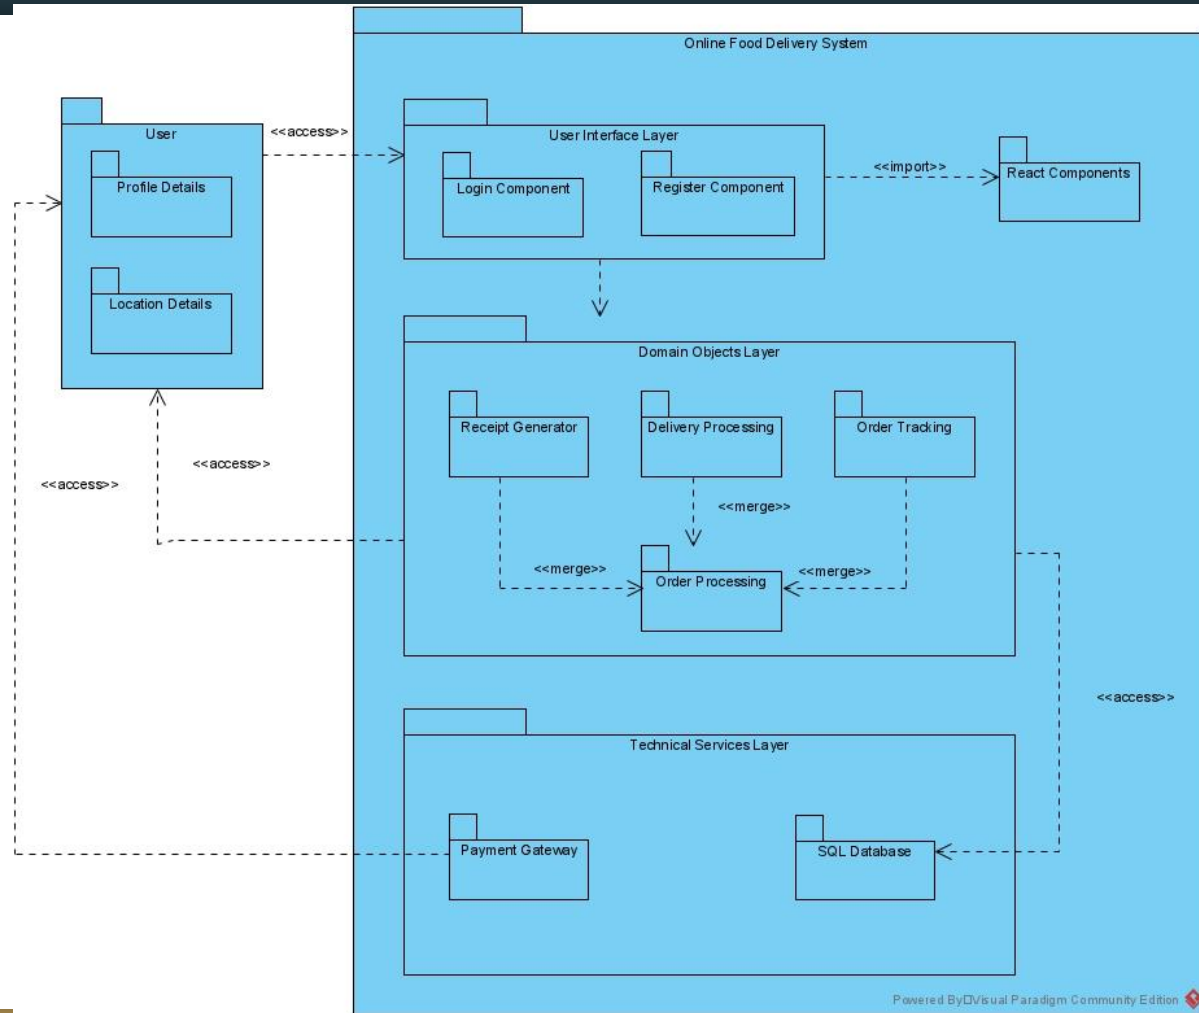 Online Food Delivery System
User
<<access>>
User Interface Layer
<<import>>
React Components
Profile Details
Login Component
Register Component
Location Details
Domain Objects Layer
Receipt Generator
Delivery Processing
Order Tracking
<<access>>
<<access>>
<<merge>>
<<merge>>
<<merge>>
Order Processing
<<access>>
Technical Services Layer
Payment Gateway
SQL Database
Powered By Visual Paradigm Community Edition